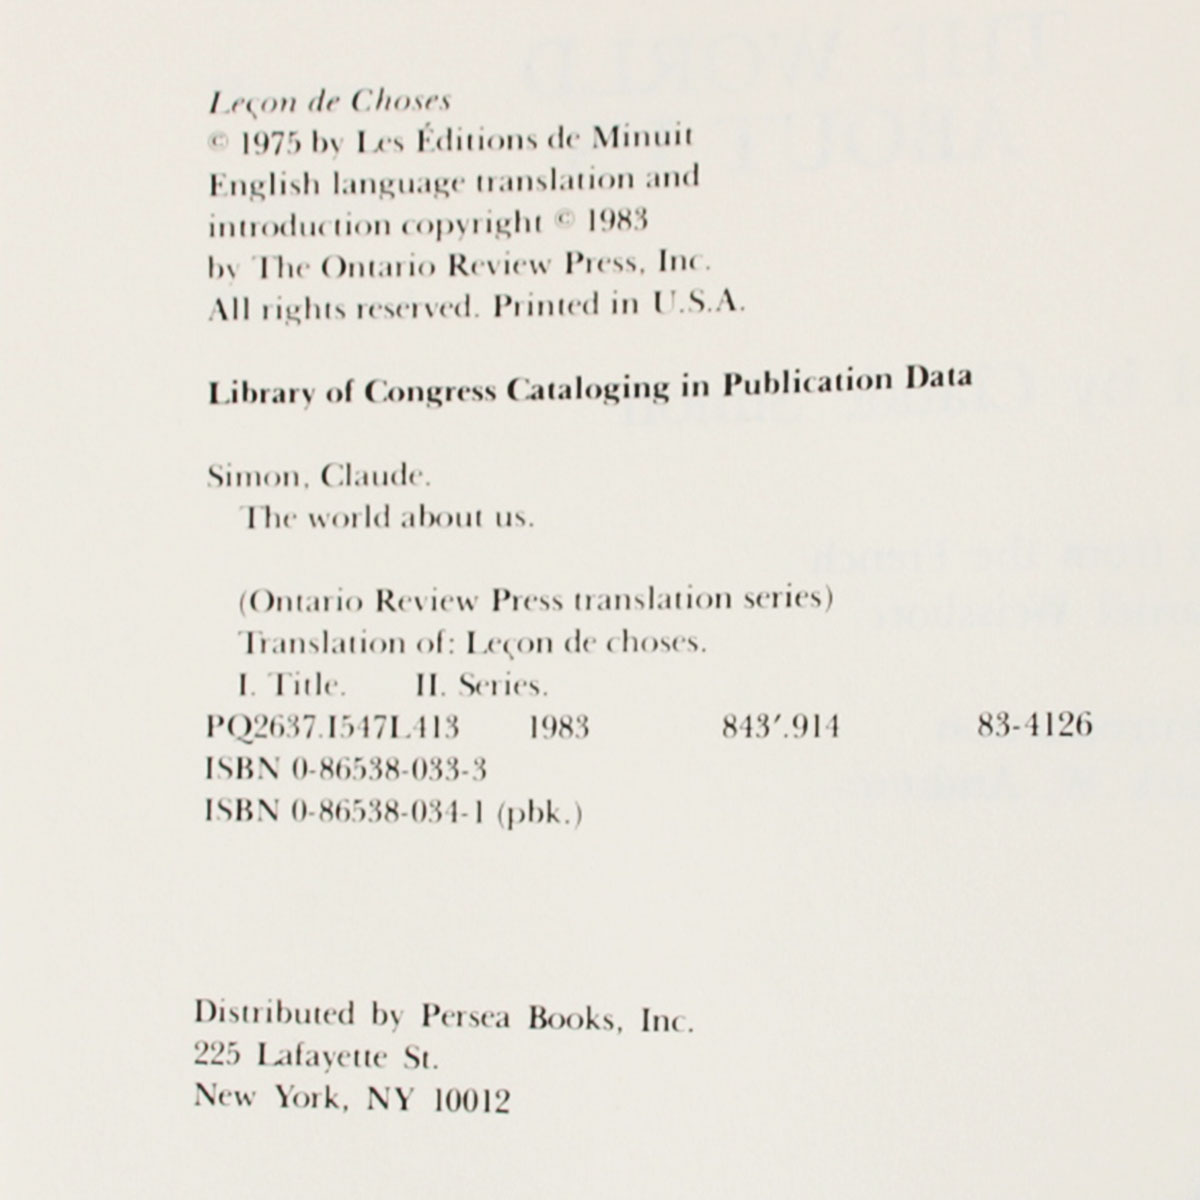 Leçon de Choses
© 1975 by Les Éditions de Minuit
English language translation and
introduction copyright © 1983
by The Ontario Review Press, Inc.
All rights reserved. Printed in U.S.A.
Library of Congress Cataloging in Publication Data
Simon, Claude.
The world about us.
(Ontario Review Press translation series)
Translation of: Leçon de choses.
I. Title. II. Series.
PQ2637.I547L413 1983 843′.914 83-4126
ISBN 0-86538-033-3
ISBN 0-86538-034-1 (pbk.)
Distributed by Persea Books, Inc.
225 Lafayette St.
New York, NY 10012